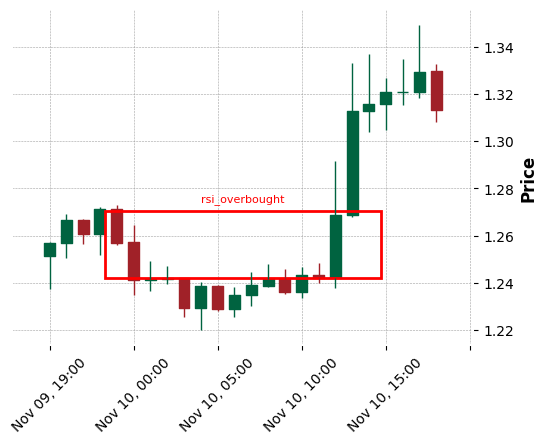 rsi_overbought
1.34
1.32
1.30
1.28
1.26
1.24
1.22
Price
Nov 09, 19:00
Nov 10, 00:00
Nov 10, 05:00
Nov 10, 10:00
Nov 10, 15:00